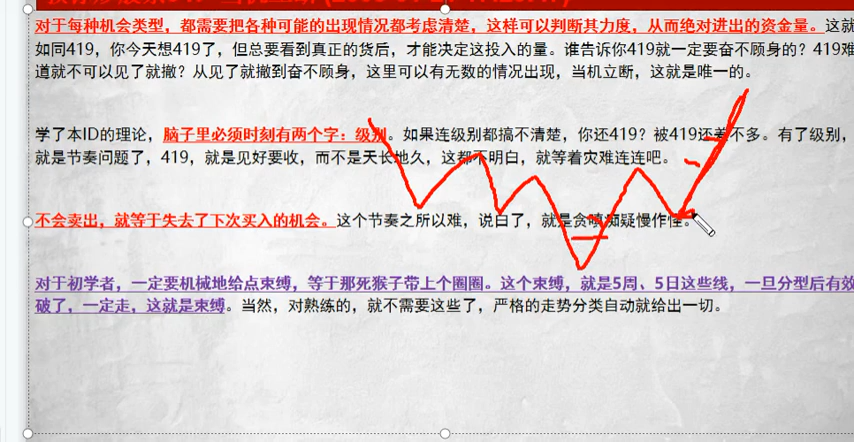 对于每种机会类型，都需要把各种可能的出现情况都考虑清楚，这样可以判断其力度，从而绝对进出的资金量。这就
如同419，你今天想419了，但总要看到真正的货后，才能决定这投入的量。谁告诉你419就一定要奋不顾身的？419难
道就不可以见了就撤？从见了就撤到奋不顾身，这里可以有无数的情况出现，当机立断，这就是唯一的。
学了本ID的理论，脑子里必须时刻有两个字：级别。如果连级别都搞不清楚，你还419？被419还差不多。有了级别，
就是节奏问题了，419，就是见好要收，而不是天长地久，这都不明白，就等着灾难连连吧。
不会卖出，就等于失去了下次买入的机会。这个节奏之所以难，说白了，就是贪嗔痴疑慢作怪。
对于初学者，一定要机械地给点束缚，等于那死猴子带上个圈圈。这个束缚，就是5周、5日这些线，一旦分型后有效
破了，一定走，这就是束缚。当然，对熟练的，就不需要这些了，严格的走势分类自动就给出一切。